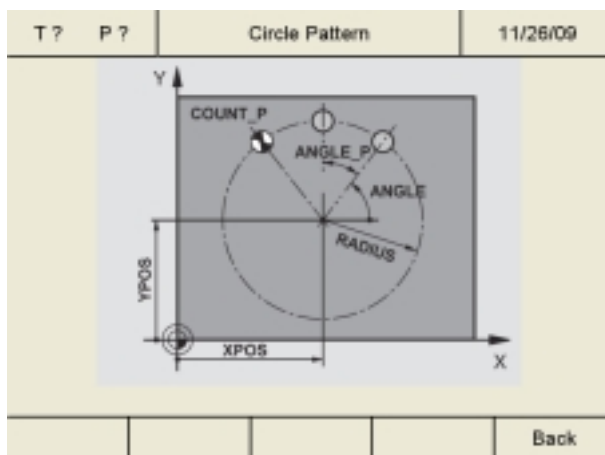 T ? P ? Circle Pattern 11/26/09
Y
COUNT_P
ANGLE_P
ANGLE
RADIUS
YPOS
XPOS
X
Back